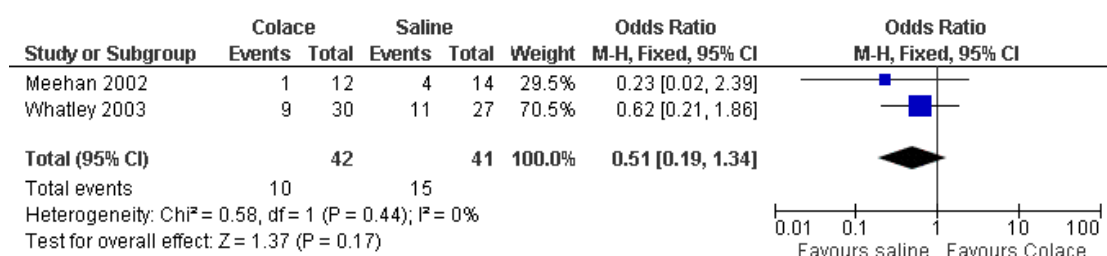 Colace Saline Odds Ratio Odds Ratio
Study or Subgroup Events Total Events Total Weight M-H, Fixed, 95% CI M-H, Fixed, 95% CI
Meehan 2002 1 12 4 14 29.5% 0.23 [0.02, 2.39]
Whatley 2003 9 30 11 27 70.5% 0.62 [0.21, 1.86]
Total (95% CI) 42 41 100.0% 0.51 [0.19, 1.34]
Total events 10 15
Heterogeneity: Chi² = 0.58, df = 1 (P = 0.44); I² = 0%
Test for overall effect: Z = 1.37 (P = 0.17)
0.01 0.1 1 10 100
Favours saline Favours Colace